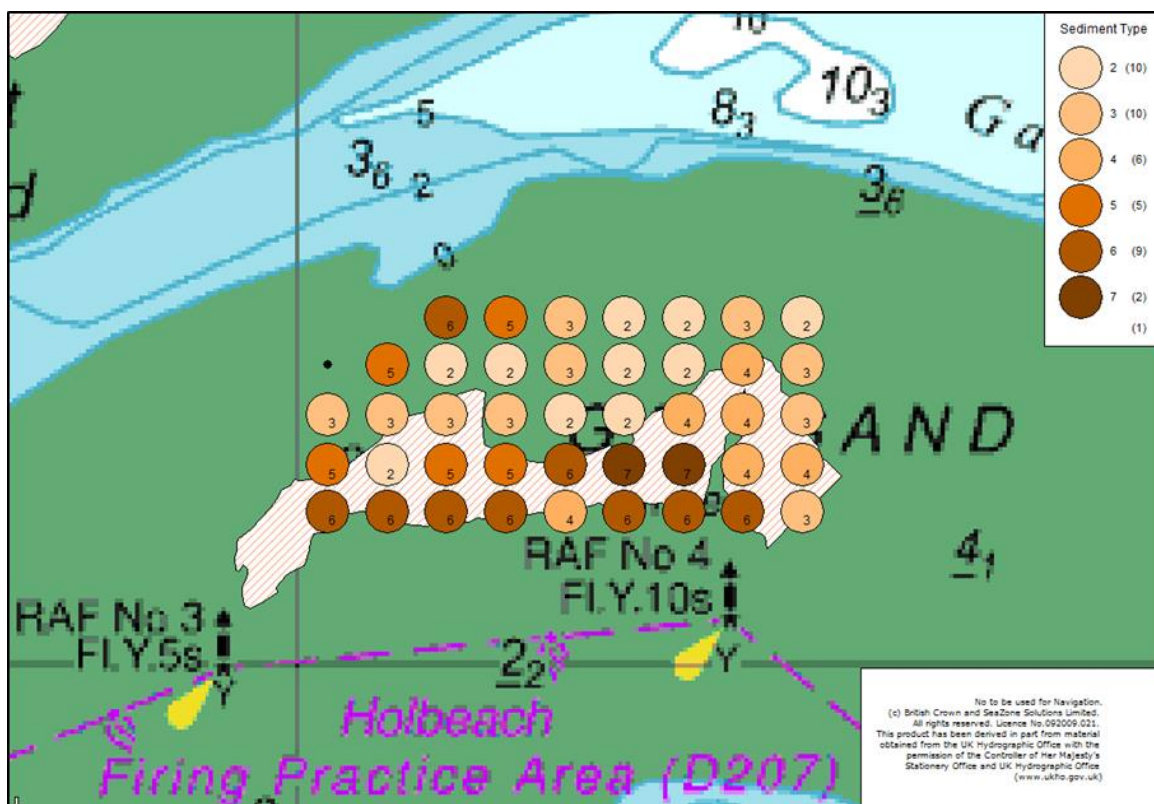 Sediment Type
2 (10)
3 (10)
4 (6)
5 (5)
6 (9)
7 (2)
(1)
10
10₃
8₃
5
3₆
2
0
3₆
Ga
d
6 5 3 2 2 3 2
5 2 2 3 2 2 4 3
3 3 3 3 2 2 4 4 3
5 2 5 5 6 7 7 4 4
6 6 6 6 4 6 6 6 3
G AND
RAF No 4
Fl.Y.10s
4₁
RAF No 3
Fl.Y.5s
Y
Y
2₂
Holbeach
Firing Practice Area (D207)
No to be used for Navigation.
(c) British Crown and SeaZone Solutions Limited.
All rights reserved. Licence No.092009.021.
This product has been derived in part from material
obtained from the UK Hydrographic Office with the
permission of the Controller of Her Majesty's
Stationery Office and UK Hydrographic Office
(www.ukho.gov.uk)